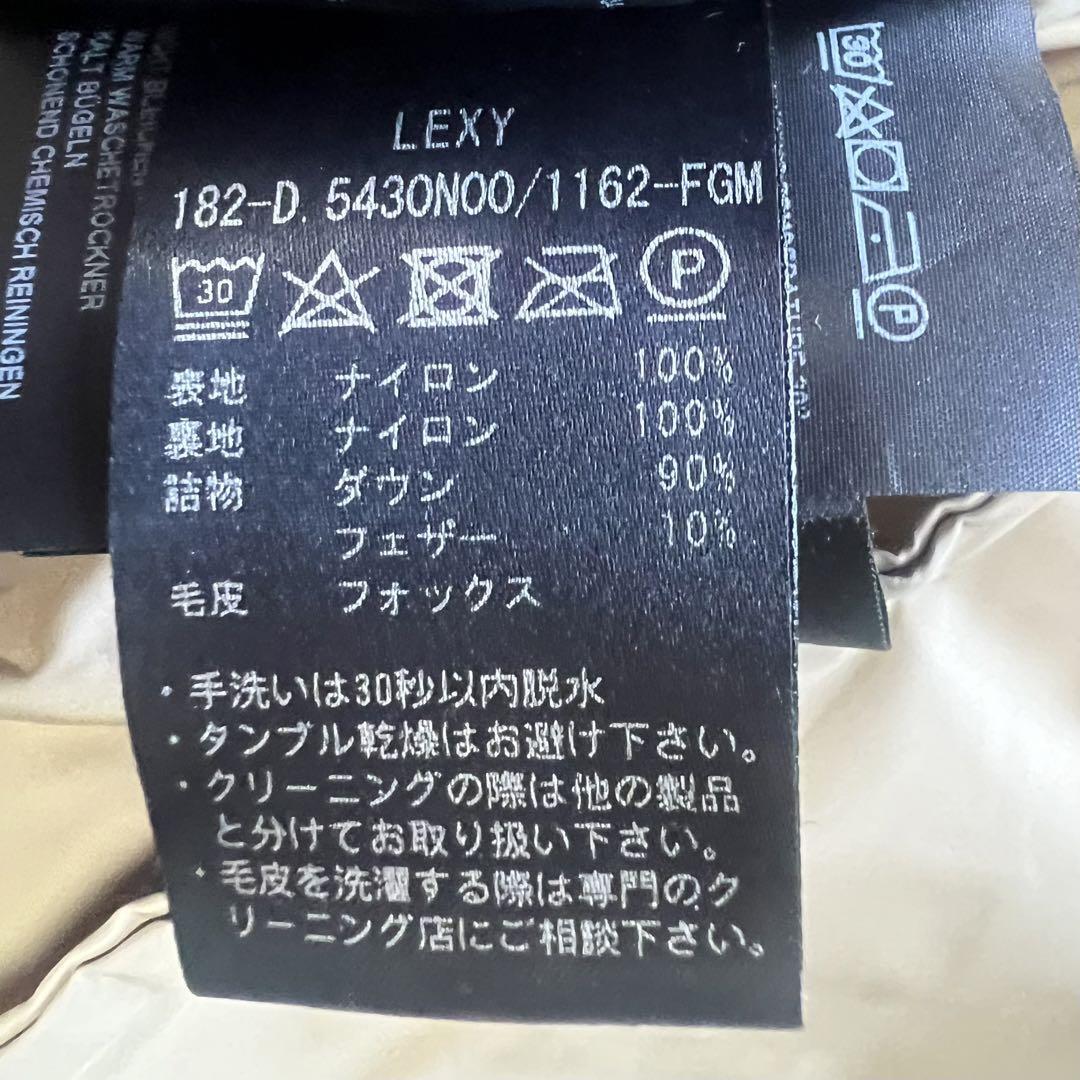 LEXY
182-D. 5430N00/1162-FGM
30
P
表地 ナイロン 100%
裏地 ナイロン 100%
詰物 ダウン 90%
フェザー 10%
毛皮 フォックス
・手洗いは30秒以内脱水
・タンブル乾燥はお避け下さい。
・クリーニングの際は他の製品
と分けてお取り扱い下さい。
・毛皮を洗濯する際は専門のク
リーニング店にご相談下さい。
WASCHETROCKNER
KALT BÜGELN
SCHONEND CHEMISCH REININGEN
30
P